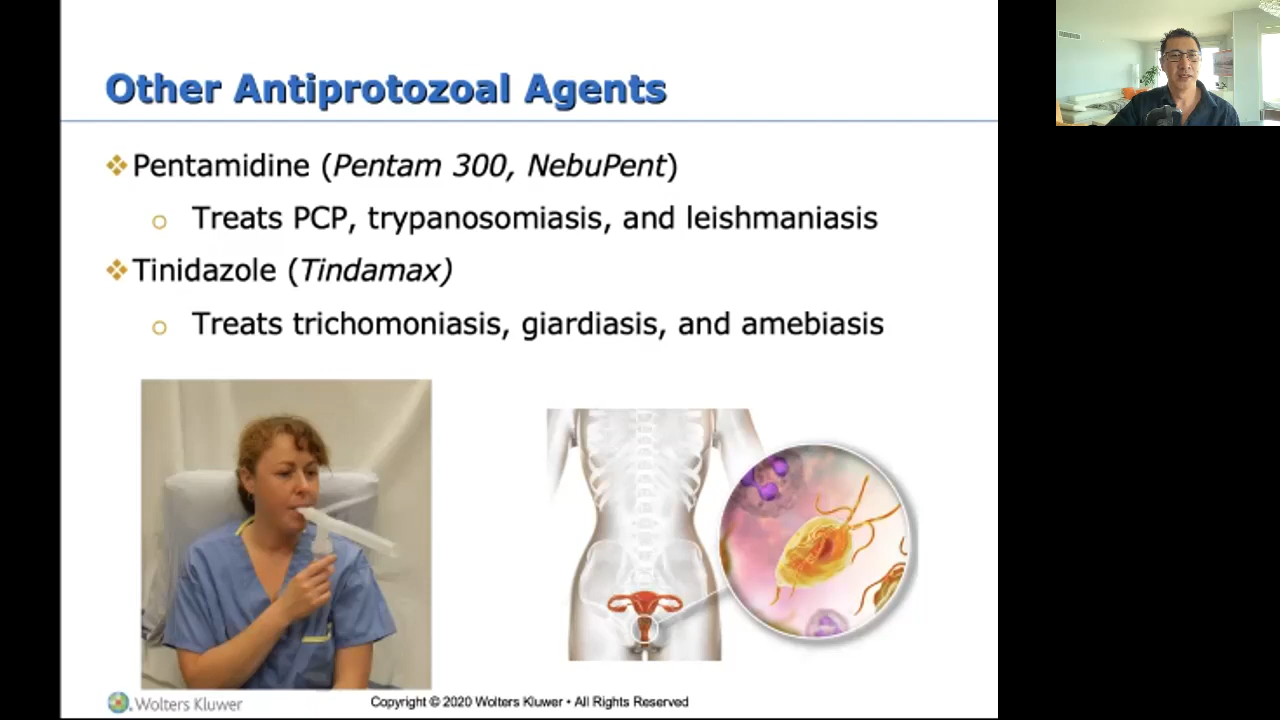 Other Antiprotozoal Agents
Pentamidine (Pentam 300, NebuPent)
Treats PCP, trypanosomiasis, and leishmaniasis
Tinidazole (Tindamax)
Treats trichomoniasis, giardiasis, and amebiasis
Wolters Kluwer
Copyright © 2020 Wolters Kluwer • All Rights Reserved